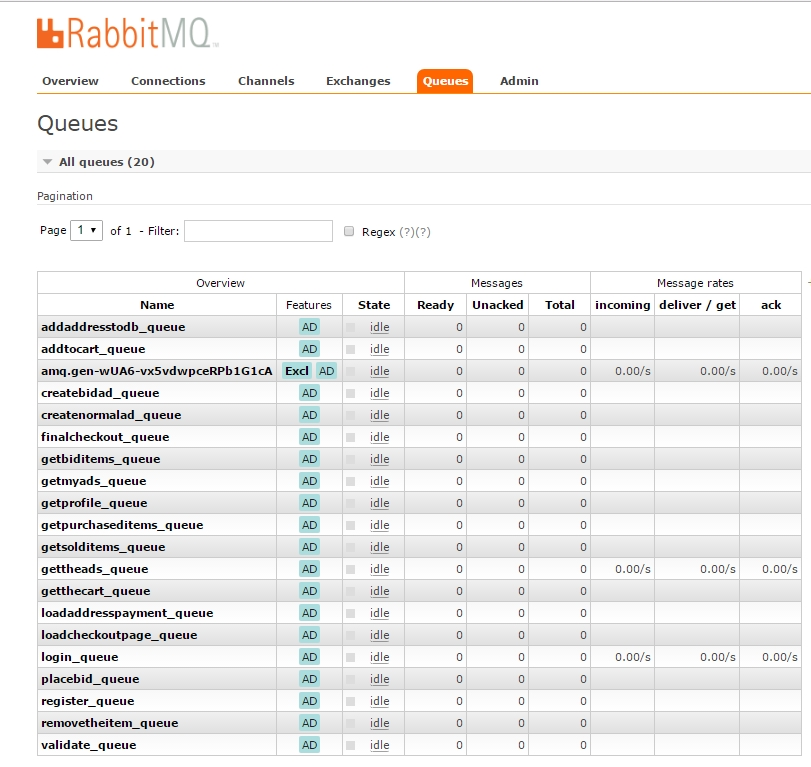 RabbitMQ™
Overview Connections Channels Exchanges Queues Admin
Queues
All queues (20)
Pagination
Page 1 of 1 - Filter: Regex (?)(?)
Overview Messages Message rates
Name Features State Ready Unacked Total incoming deliver / get ack
addaddresstodb_queue AD idle 0 0 0
addtocart_queue AD idle 0 0 0
amq.gen-wUA6-vx5vdwpceRPb1G1cA Excl AD idle 0 0 0 0.00/s 0.00/s 0.00/s
createbidad_queue AD idle 0 0 0
createnormalad_queue AD idle 0 0 0
finalcheckout_queue AD idle 0 0 0
getbiditems_queue AD idle 0 0 0
getmyads_queue AD idle 0 0 0
getprofile_queue AD idle 0 0 0
getpurchaseditems_queue AD idle 0 0 0
getsolditems_queue AD idle 0 0 0
gettheads_queue AD idle 0 0 0 0.00/s 0.00/s 0.00/s
getthecart_queue AD idle 0 0 0
loadaddresspayment_queue AD idle 0 0 0
loadcheckoutpage_queue AD idle 0 0 0
login_queue AD idle 0 0 0 0.00/s 0.00/s 0.00/s
placebid_queue AD idle 0 0 0
register_queue AD idle 0 0 0
removetheitem_queue AD idle 0 0 0
validate_queue AD idle 0 0 0